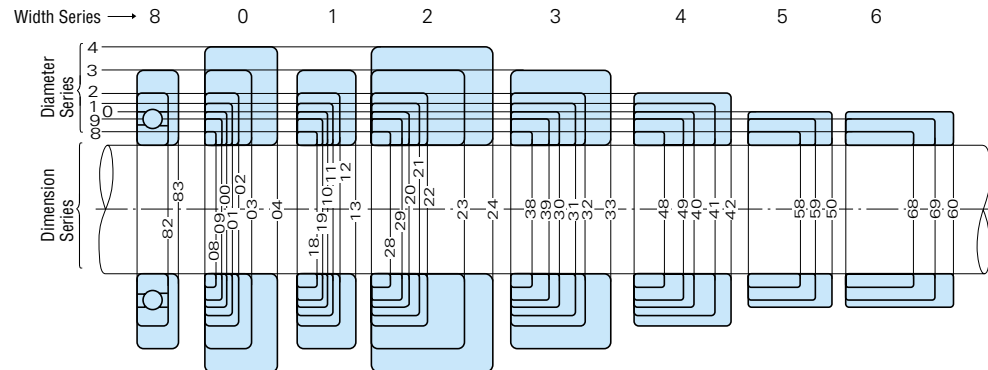 Width Series → 8 0 1 2 3 4 5 6
Diameter
Series
4
3
2
1
0
9
8
Dimension
Series
82 83
08 09 00 01 02 03 04
18 19 10 11 12 13
28 29 20 21 22 23 24
38 39 30 31 32 33
48 49 40 41 42
58 59 50
68 69 60